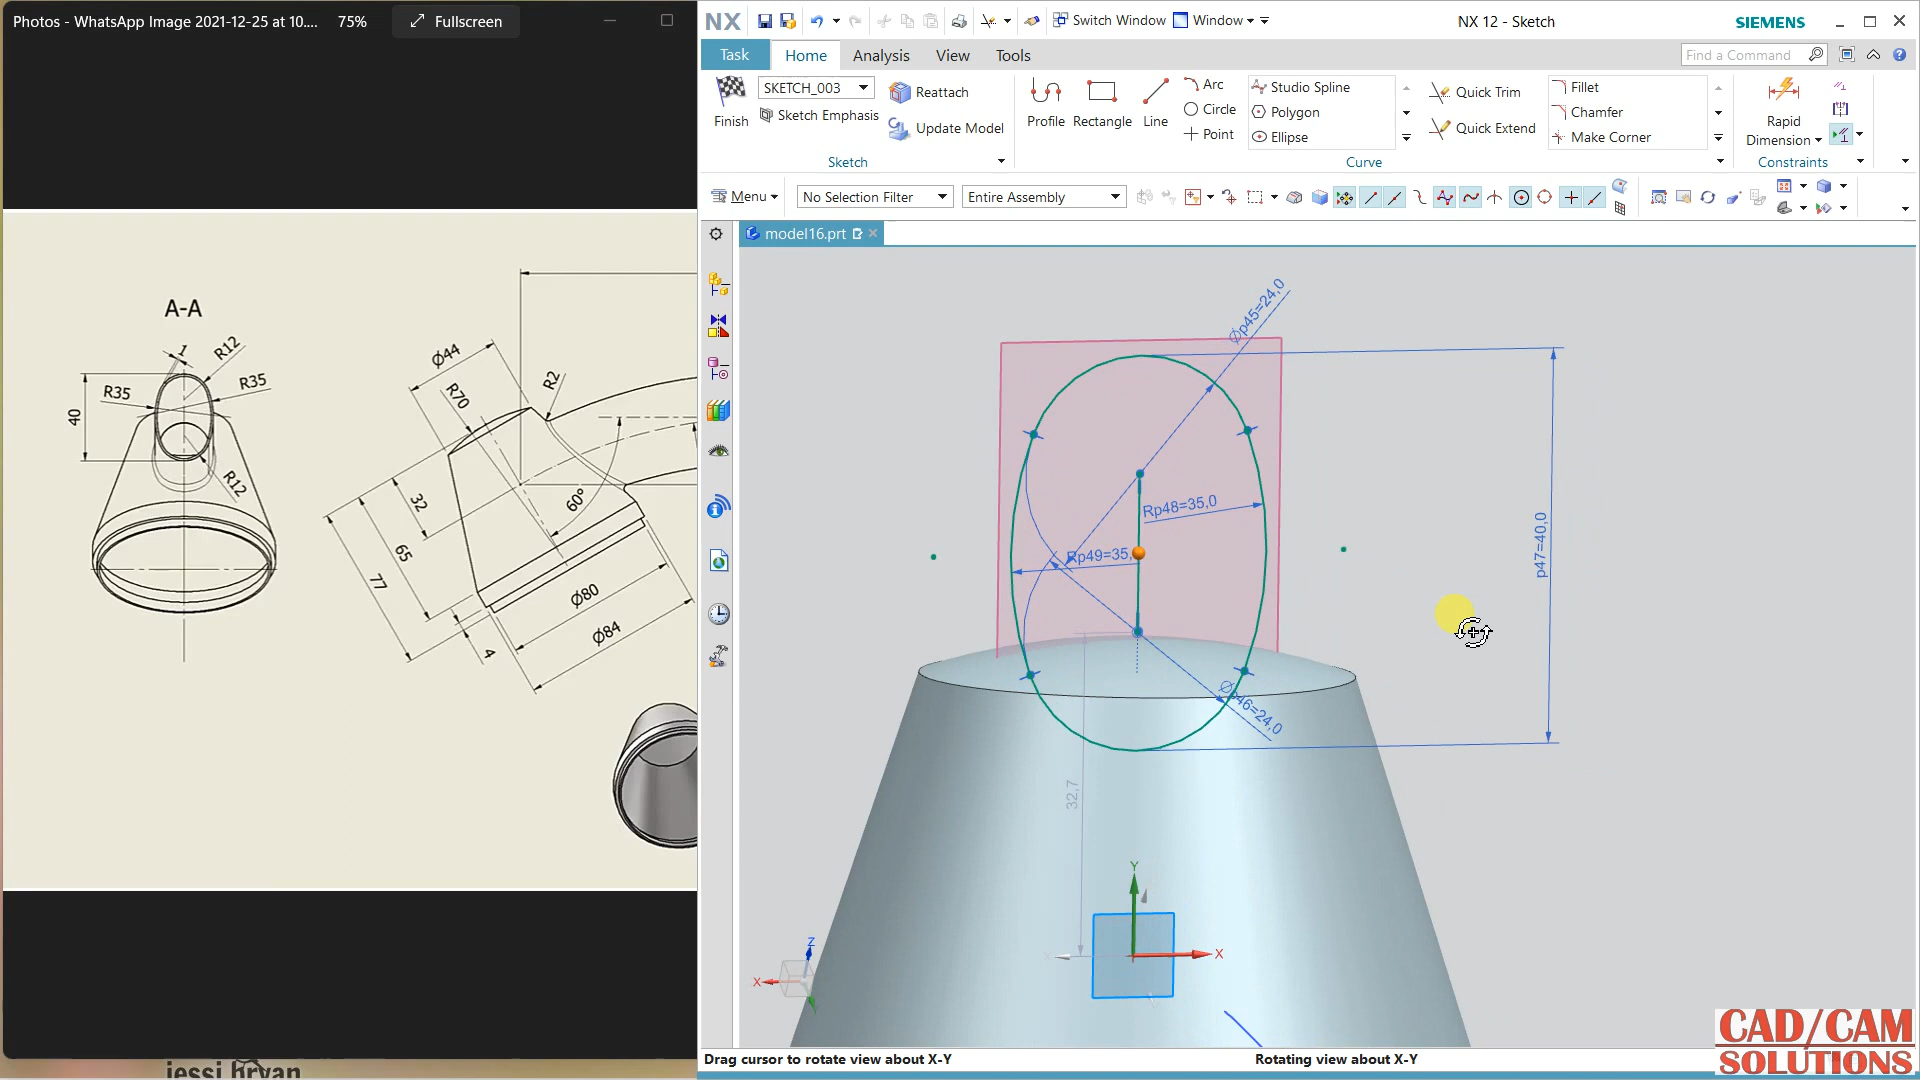 Photos - WhatsApp Image 2021-12-25 at 10....
75%
Fullscreen
A-A
1
R12
R35
R35
40
R12
Ø44
R70
R2
32
65
77
60°
4
Ø80
Ø84
NX
Switch Window
Window
NX 12 - Sketch
SIEMENS
Task
Home
Analysis
View
Tools
Find a Command
Finish
SKETCH_003
Sketch Emphasis
Reattach
Update Model
Sketch
Profile
Rectangle
Line
Arc
Circle
Point
Studio Spline
Polygon
Ellipse
Quick Trim
Quick Extend
Fillet
Chamfer
Make Corner
Curve
Rapid
Dimension
Constraints
Menu
No Selection Filter
Entire Assembly
model16.prt
Øp45=24,0
Rp48=35,0
Rp49=35,
p47=40,0
Øp46=24,0
32,7
Y
X
Z
X
Drag cursor to rotate view about X-Y
Rotating view about X-Y
CAD/CAM
SOLUTIONS